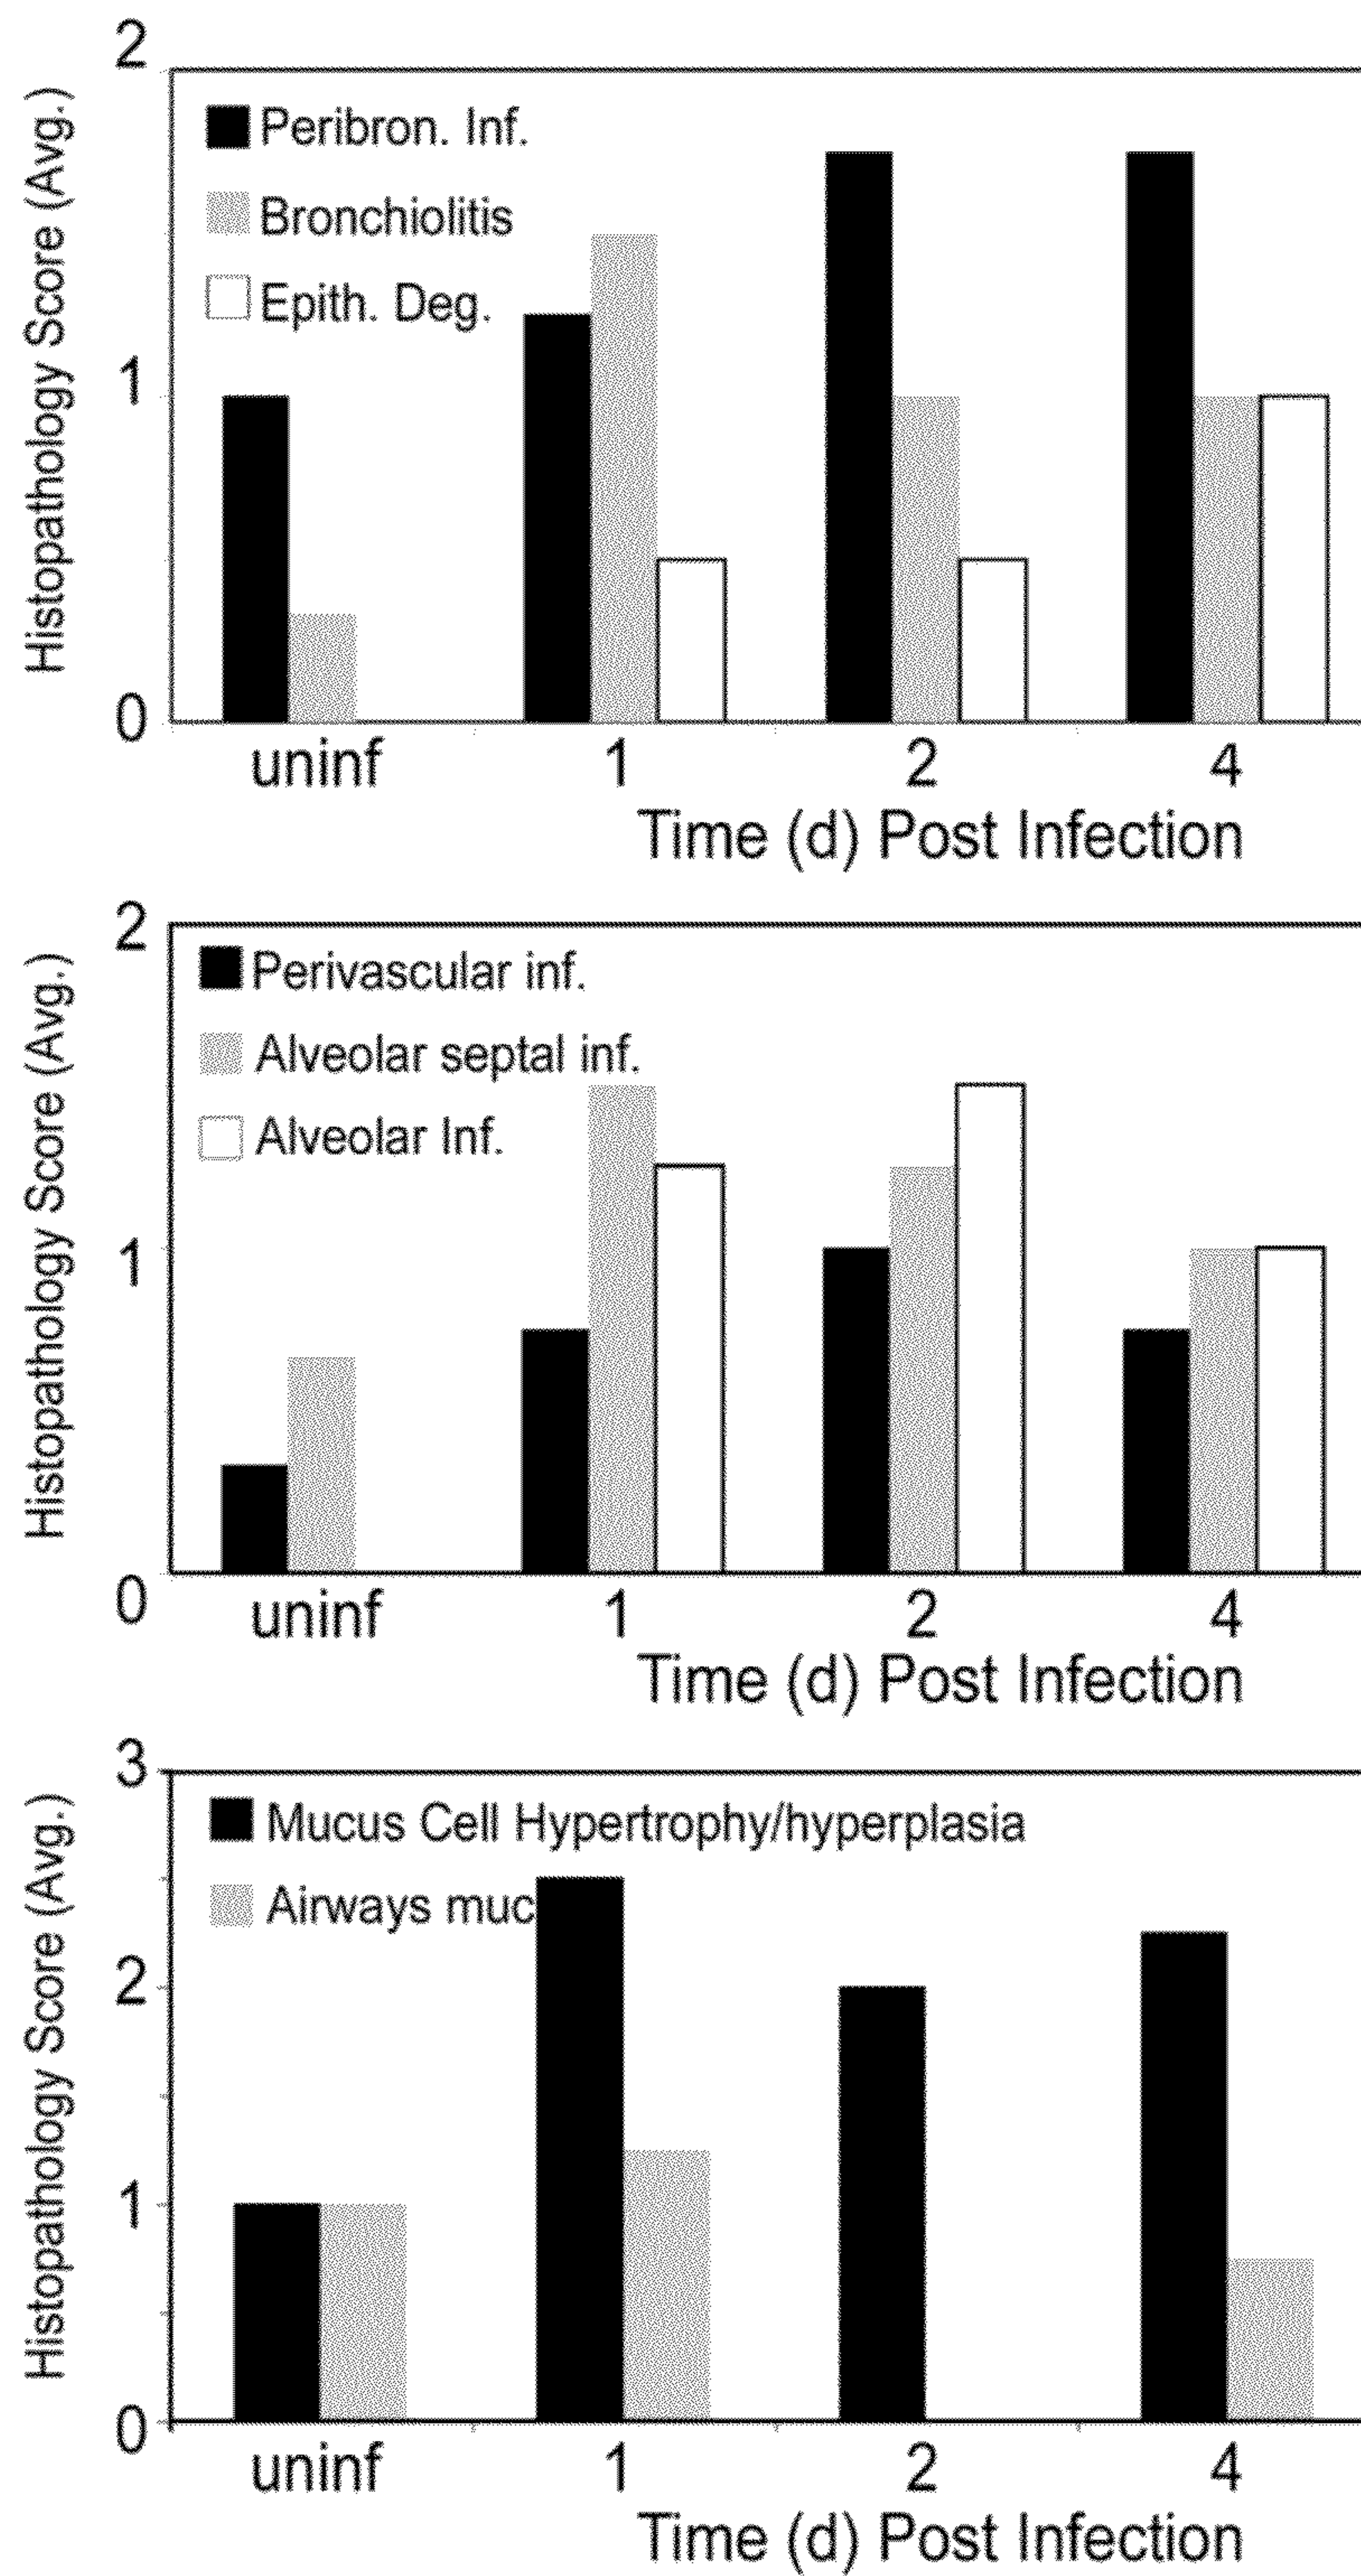 Histopathology Score (Avg.)
2
1
0
Peribron. Inf.
Bronchiolitis
Epith. Deg.
uninf 1 2 4
Time (d) Post Infection
Histopathology Score (Avg.)
2
1
0
Perivascular inf.
Alveolar septal inf.
Alveolar Inf.
uninf 1 2 4
Time (d) Post Infection
Histopathology Score (Avg.)
3
2
1
0
Mucus Cell Hypertrophy/hyperplasia
Airways muc
uninf 1 2 4
Time (d) Post Infection